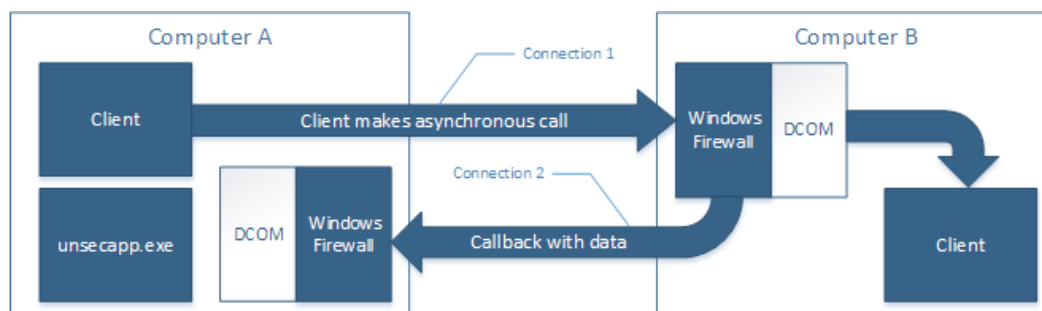 Computer A
Computer B
Connection 1
Client
Client makes asynchronous call
Windows
Firewall
DCOM
Connection 2
unsecapp.exe
DCOM
Windows
Firewall
Callback with data
Client